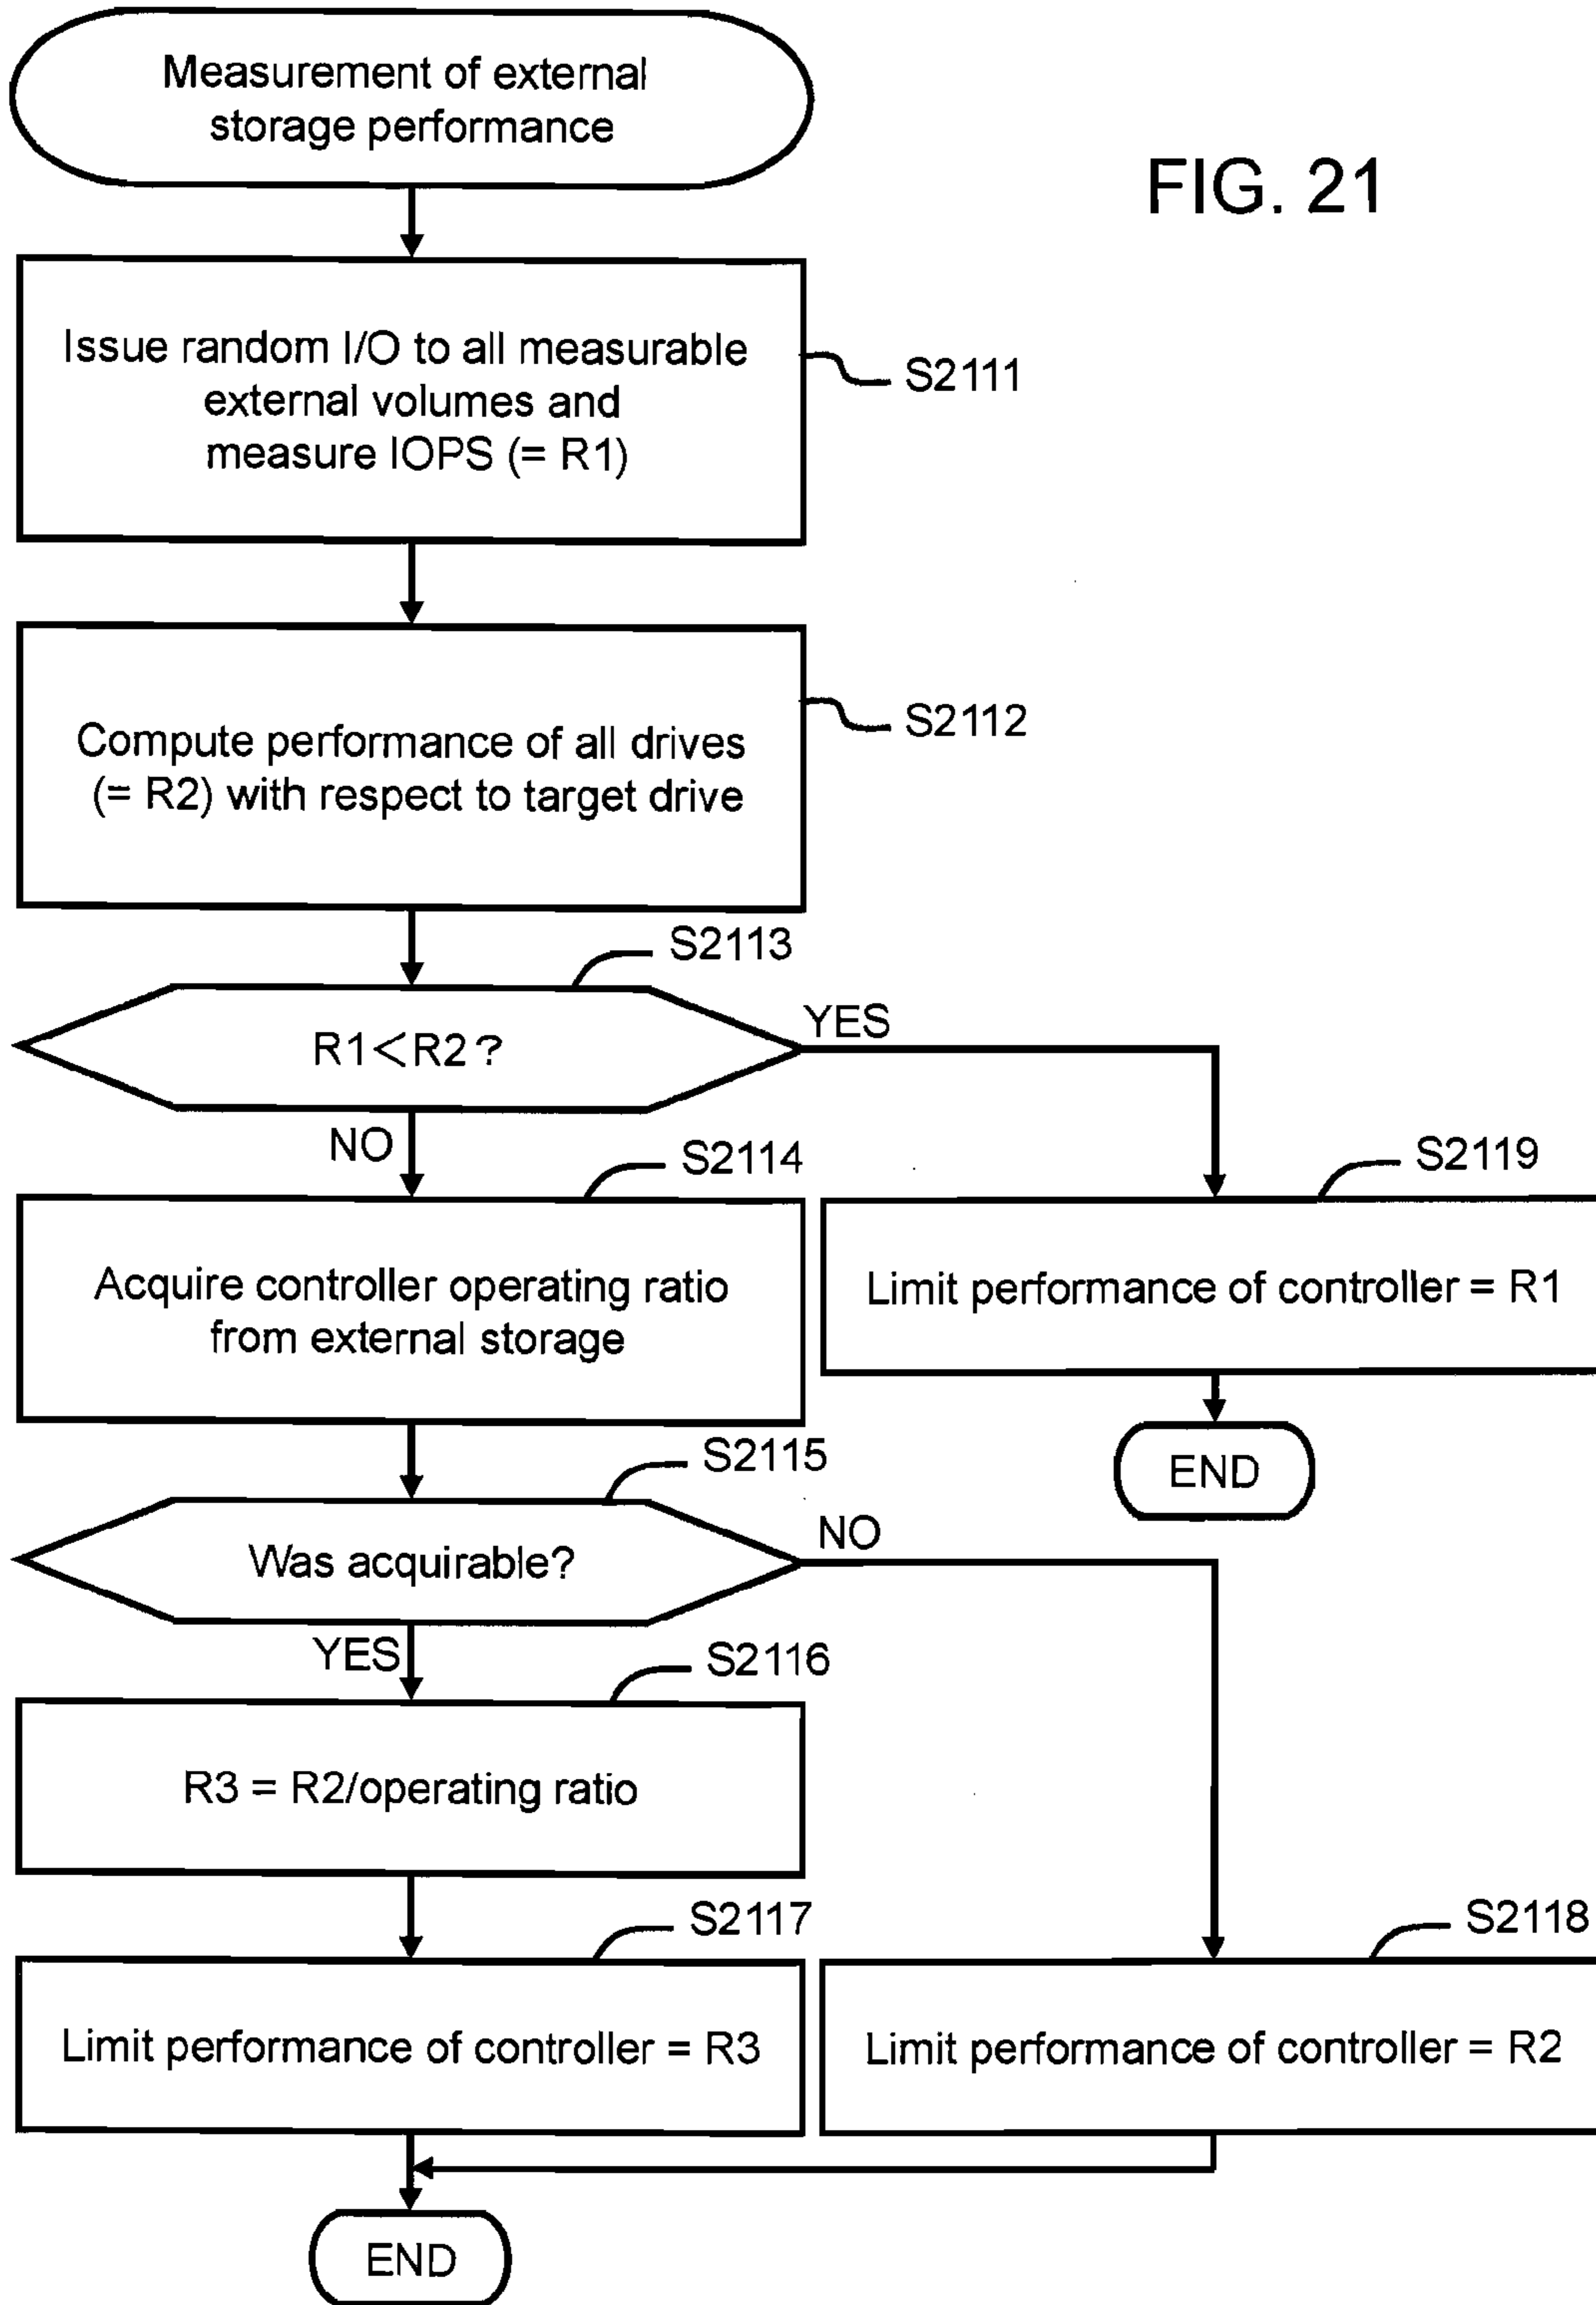 Measurement of external
storage performance
FIG. 21
Issue random I/O to all measurable
external volumes and
measure IOPS (= R1)
S2111
Compute performance of all drives
(= R2) with respect to target drive
S2112
S2113
R1<R2?
YES
NO
S2114
Acquire controller operating ratio
from external storage
S2119
Limit performance of controller = R1
END
S2115
Was acquirable?
NO
YES
S2116
R3 = R2/operating ratio
S2117
Limit performance of controller = R3
S2118
Limit performance of controller = R2
END